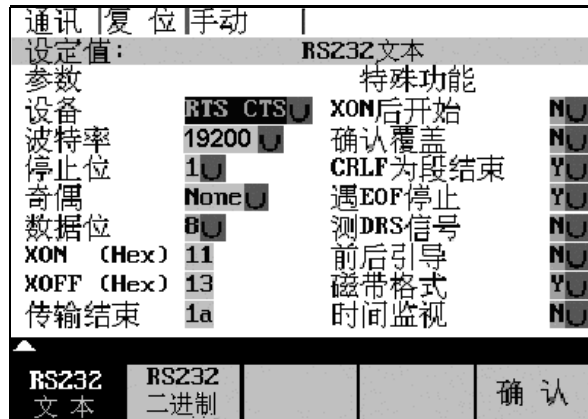 通讯 复 位 手动
设定值: RS232文本
参数 特殊功能
设备 RTS CTS XON后开始 N
波特率 19200 确认覆盖 N
停止位 1 CRLF为段结束 Y
奇偶 None 遇EOF停止 Y
数据位 8 测DRS信号 N
XON (Hex) 11 前后引导 N
XOFF (Hex) 13 磁带格式 Y
传输结束 1a 时间监视 N
RS232 文 本 RS232 二进制 确 认